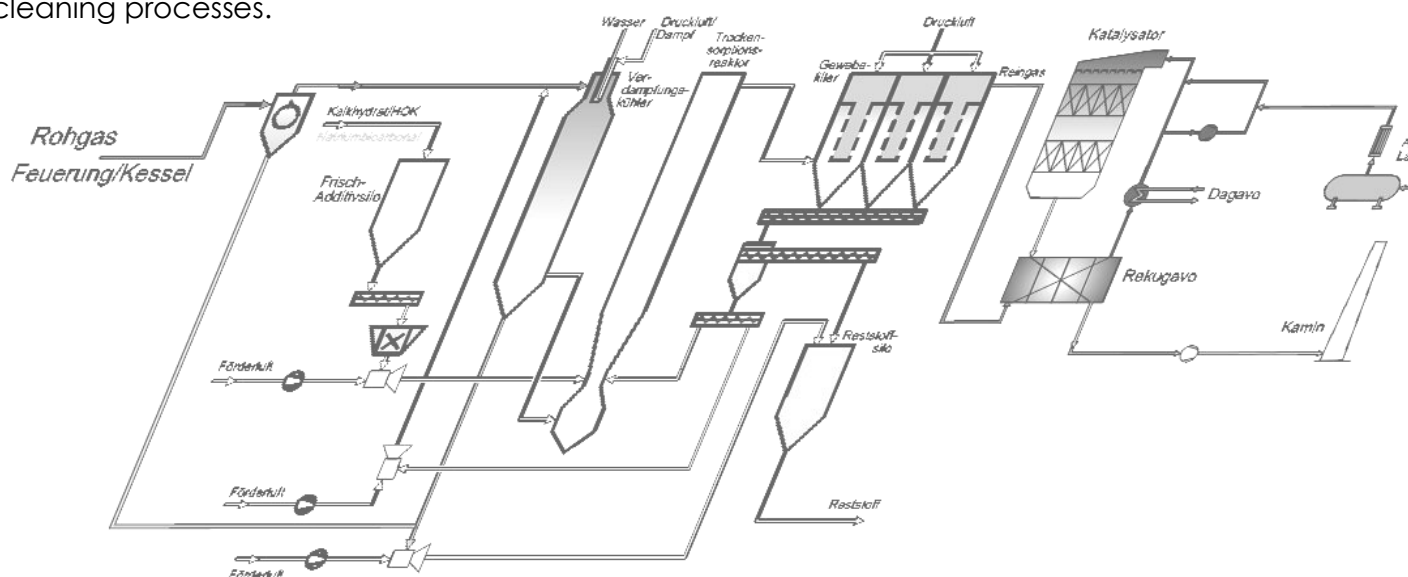 cleaning processes.
Wasser
Druckluft/
Dampf
Trocken-
sorptions-
reaktor
Druckluft
Katalysator
Gewebe-
filter
Reingas
Ver-
dampfungs-
kühler
Rohgas
Feuerung/Kessel
Kalkhydrat/HOK
Natriumbicarbonat
Frisch-
Additivsilo
Dagavo
Rekugavo
Kamin
Reststoff-
silo
Förderluft
Förderluft
Reststoff
Förderluft